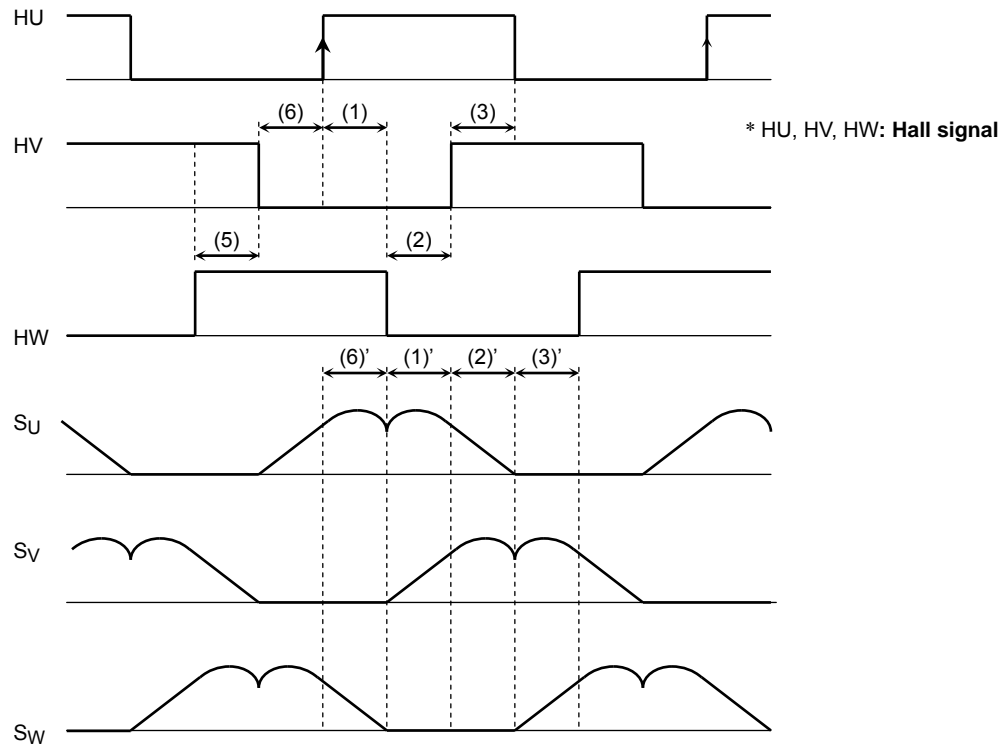 HU
(6) (1) (3)
* HU, HV, HW: Hall signal
HV
(5) (2)
HW
(6)’ (1)’ (2)’ (3)’
SU
SV
SW